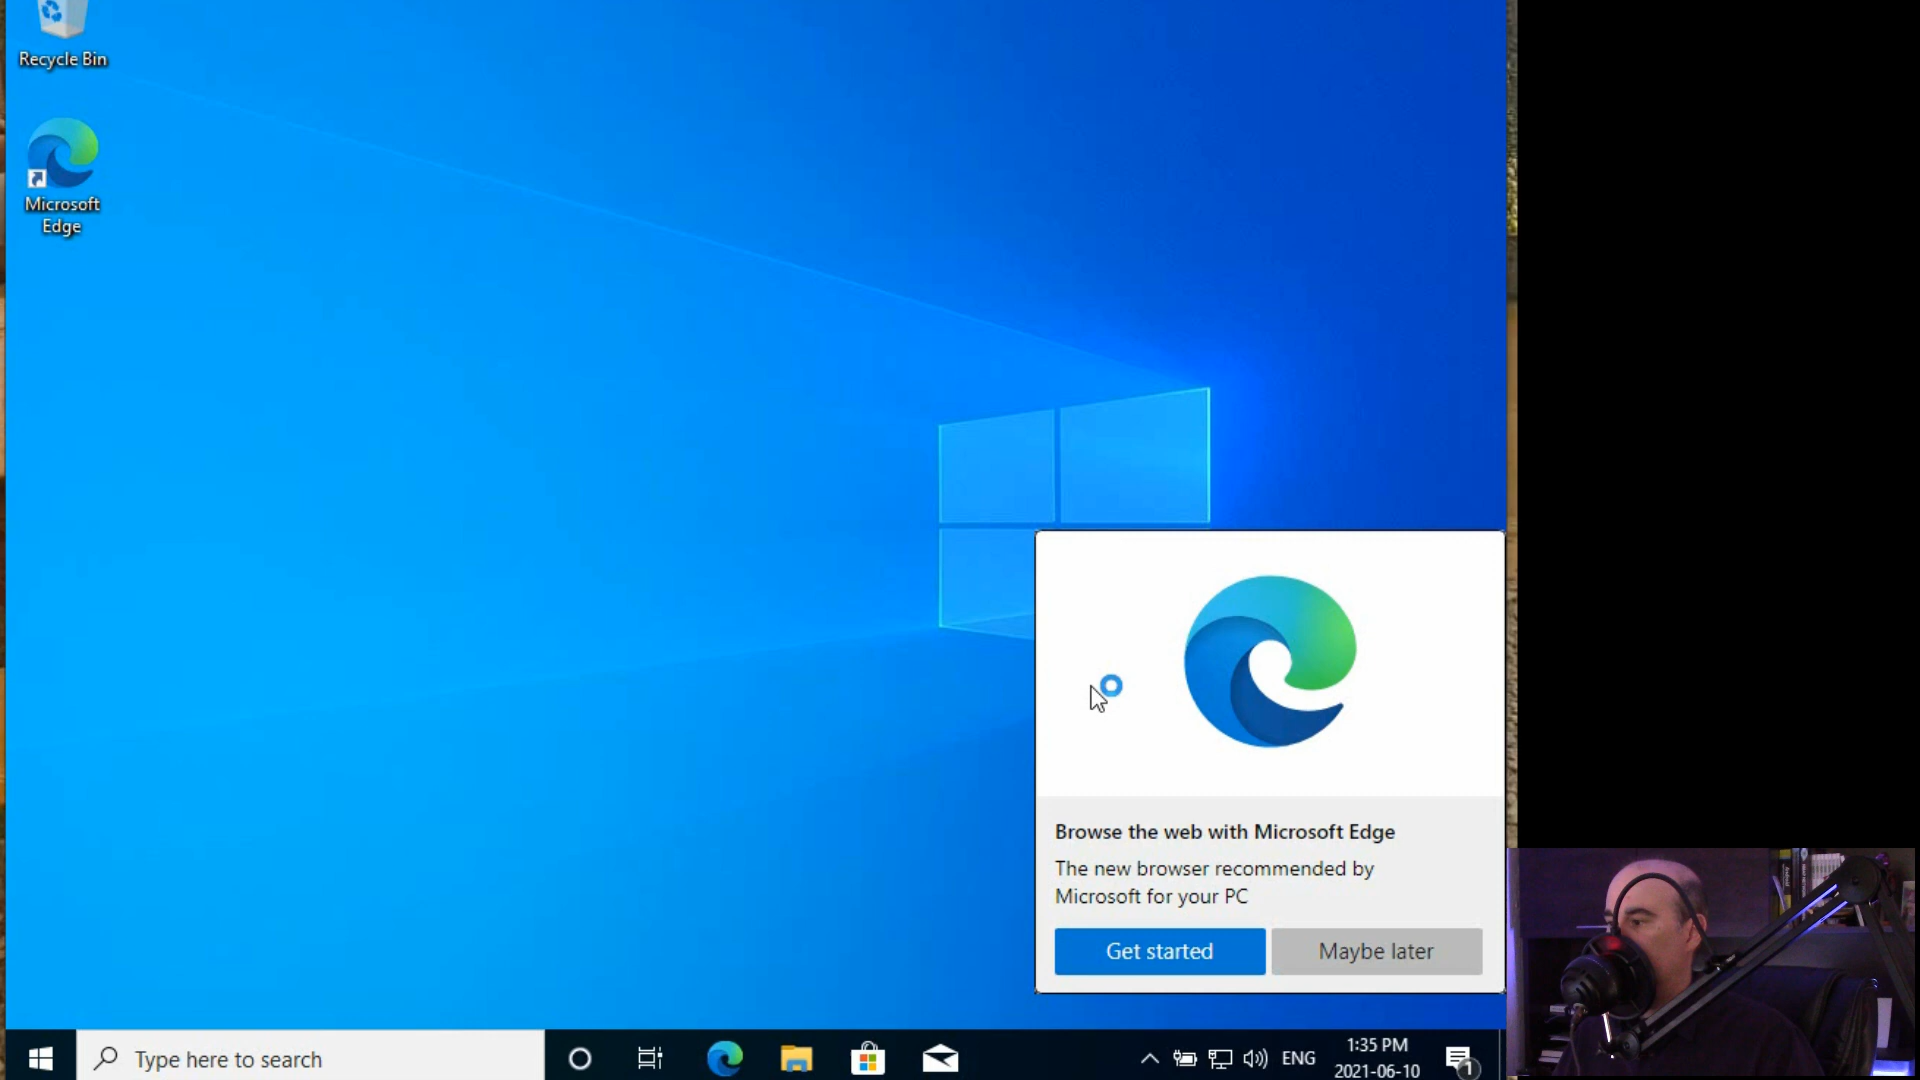 Recycle Bin
Microsoft
Edge
Browse the web with Microsoft Edge
The new browser recommended by
Microsoft for your PC
Get started
Maybe later
Type here to search
ENG
1:35 PM
2021-06-10
1